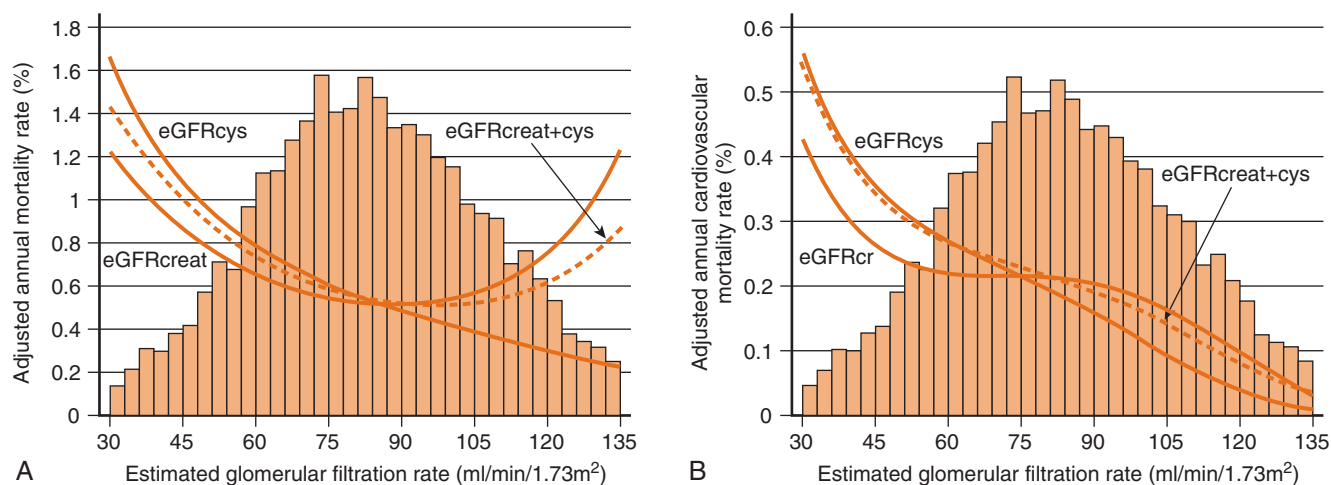 1.8
1.6
1.4
1.2
1
0.8
0.6
0.4
0.2
0
Adjusted annual mortality rate (%)
eGFRcys
eGFRcreat+cys
eGFRcreat
30 45 60 75 90 105 120 135
A
Estimated glomerular filtration rate (ml/min/1.73m²)
0.6
0.5
0.4
0.3
0.2
0.1
0
Adjusted annual cardiovascular
mortality rate (%)
eGFRcys
eGFRcreat+cys
eGFRcr
30 45 60 75 90 105 120 135
B
Estimated glomerular filtration rate (ml/min/1.73m²)